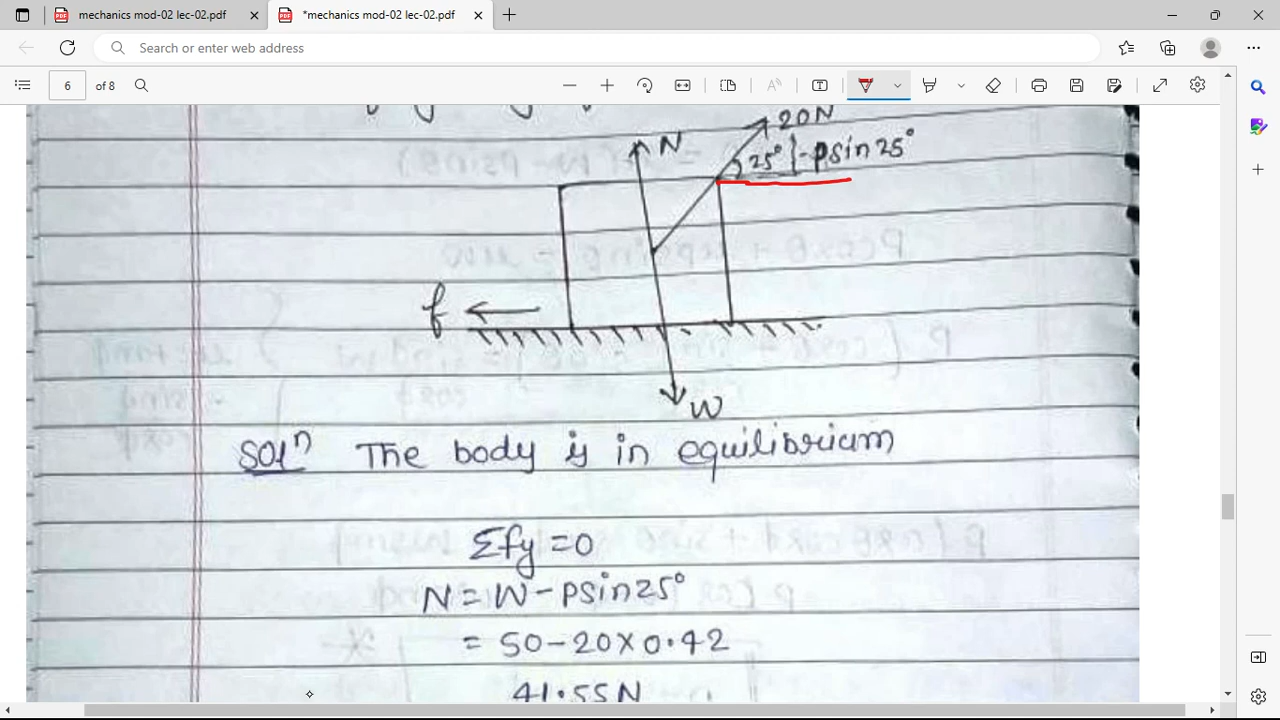 mechanics mod-02 lec-02.pdf
*mechanics mod-02 lec-02.pdf
Search or enter web address
6 of 8
20N
N
25° psin25°
f
W
Solⁿ The body is in equilibrium
Σfy=0
N = W - psin25°
= 50-20×0.42
41.55N